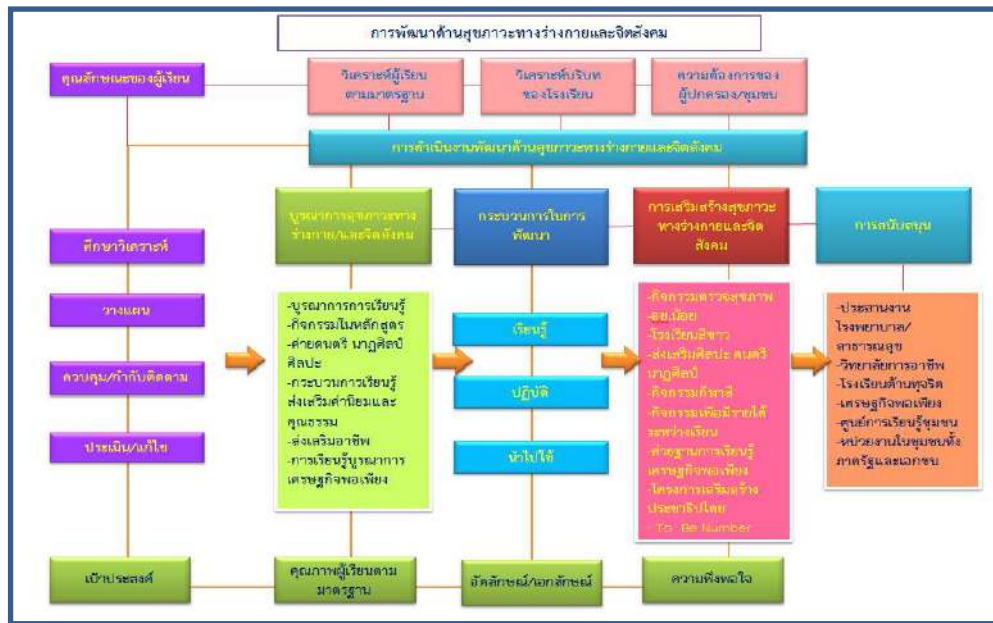 การพัฒนาด้านสุขภาวะทางร่างกายและจิตสังคม
คุณลักษณะของผู้เรียน
วิเคราะห์ผู้เรียน
ตามมาตรฐาน
วิเคราะห์บริบท
ของโรงเรียน
ความต้องการของ
ผู้ปกครอง/ชุมชน
การดำเนินงานพัฒนาด้านสุขภาวะทางร่างกายและจิตสังคม
ศึกษาวิเคราะห์
วางแผน
ควบคุม/กำกับติดตาม
ประเมิน/แก้ไข
บูรณาการสุขภาวะทาง
ร่างกาย/และจิตสังคม
-บูรณาการการเรียนรู้
-กิจกรรมในหลักสูตร
-ค่ายดนตรี นาฏศิลป์
ศิลปะ
-กระบวนการเรียนรู้
ส่งเสริมค่านิยมและ
คุณธรรม
-ส่งเสริมอาชีพ
-การเรียนรู้บูรณาการ
เศรษฐกิจพอเพียง
กระบวนการในการ
พัฒนา
เรียนรู้
ปฏิบัติ
นำไปใช้
การเสริมสร้างสุขภาวะ
ทางร่างกายและจิต
สังคม
-กิจกรรมตรวจสุขภาพ
-อย.น้อย
-โรงเรียนสีขาว
-ส่งเสริมศิลปะ ดนตรี
นาฏศิลป์
-กิจกรรมกีฬาสี
-กิจกรรมเพื่อมีรายได้
ระหว่างเรียน
-ค่ายฐานการเรียนรู้
เศรษฐกิจพอเพียง
-โครงการเสริมสร้าง
ประชาธิปไตย
- To Be Number
การสนับสนุน
-ประสานงาน
โรงพยาบาล/
สาธารณสุข
-วิทยาลัยการอาชีพ
-โรงเรียนต้านทุจริต
-เศรษฐกิจพอเพียง
-ศูนย์การเรียนรู้ชุมชน
-หน่วยงานในชุมชนทั้ง
ภาครัฐและเอกชน
เป้าประสงค์
คุณภาพผู้เรียนตาม
มาตรฐาน
อัตลักษณ์/เอกลักษณ์
ความพึงพอใจ